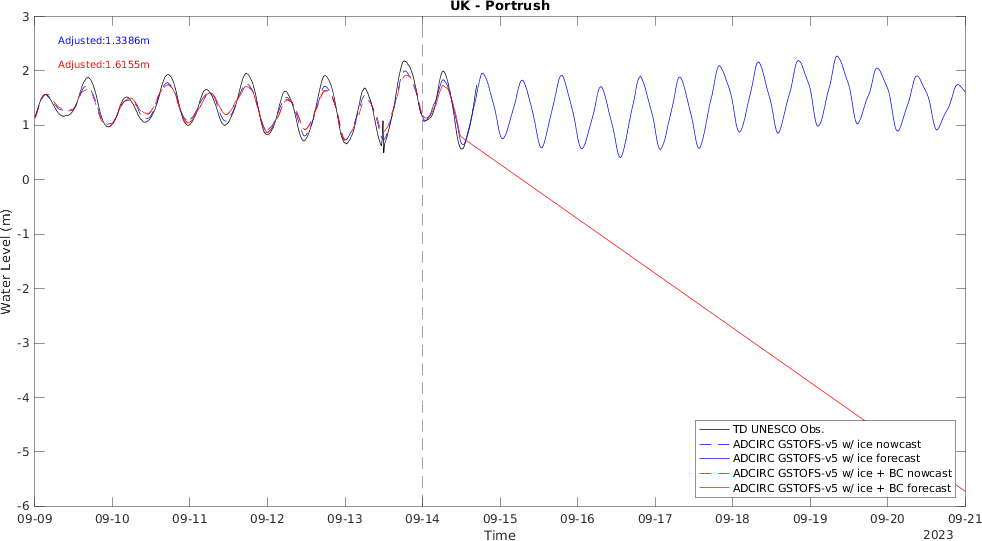 UK - Portrush
Adjusted:1.3386m
Adjusted:1.6155m
3
2
1
0
-1
-2
-3
-4
-5
-6
Water Level (m)
TD UNESCO Obs.
ADCIRC GSTOFS-v5 w/ ice nowcast
ADCIRC GSTOFS-v5 w/ ice forecast
ADCIRC GSTOFS-v5 w/ ice + BC nowcast
ADCIRC GSTOFS-v5 w/ ice + BC forecast
09-09 09-10 09-11 09-12 09-13 09-14 09-15 09-16 09-17 09-18 09-19 09-20 09-21
Time
2023